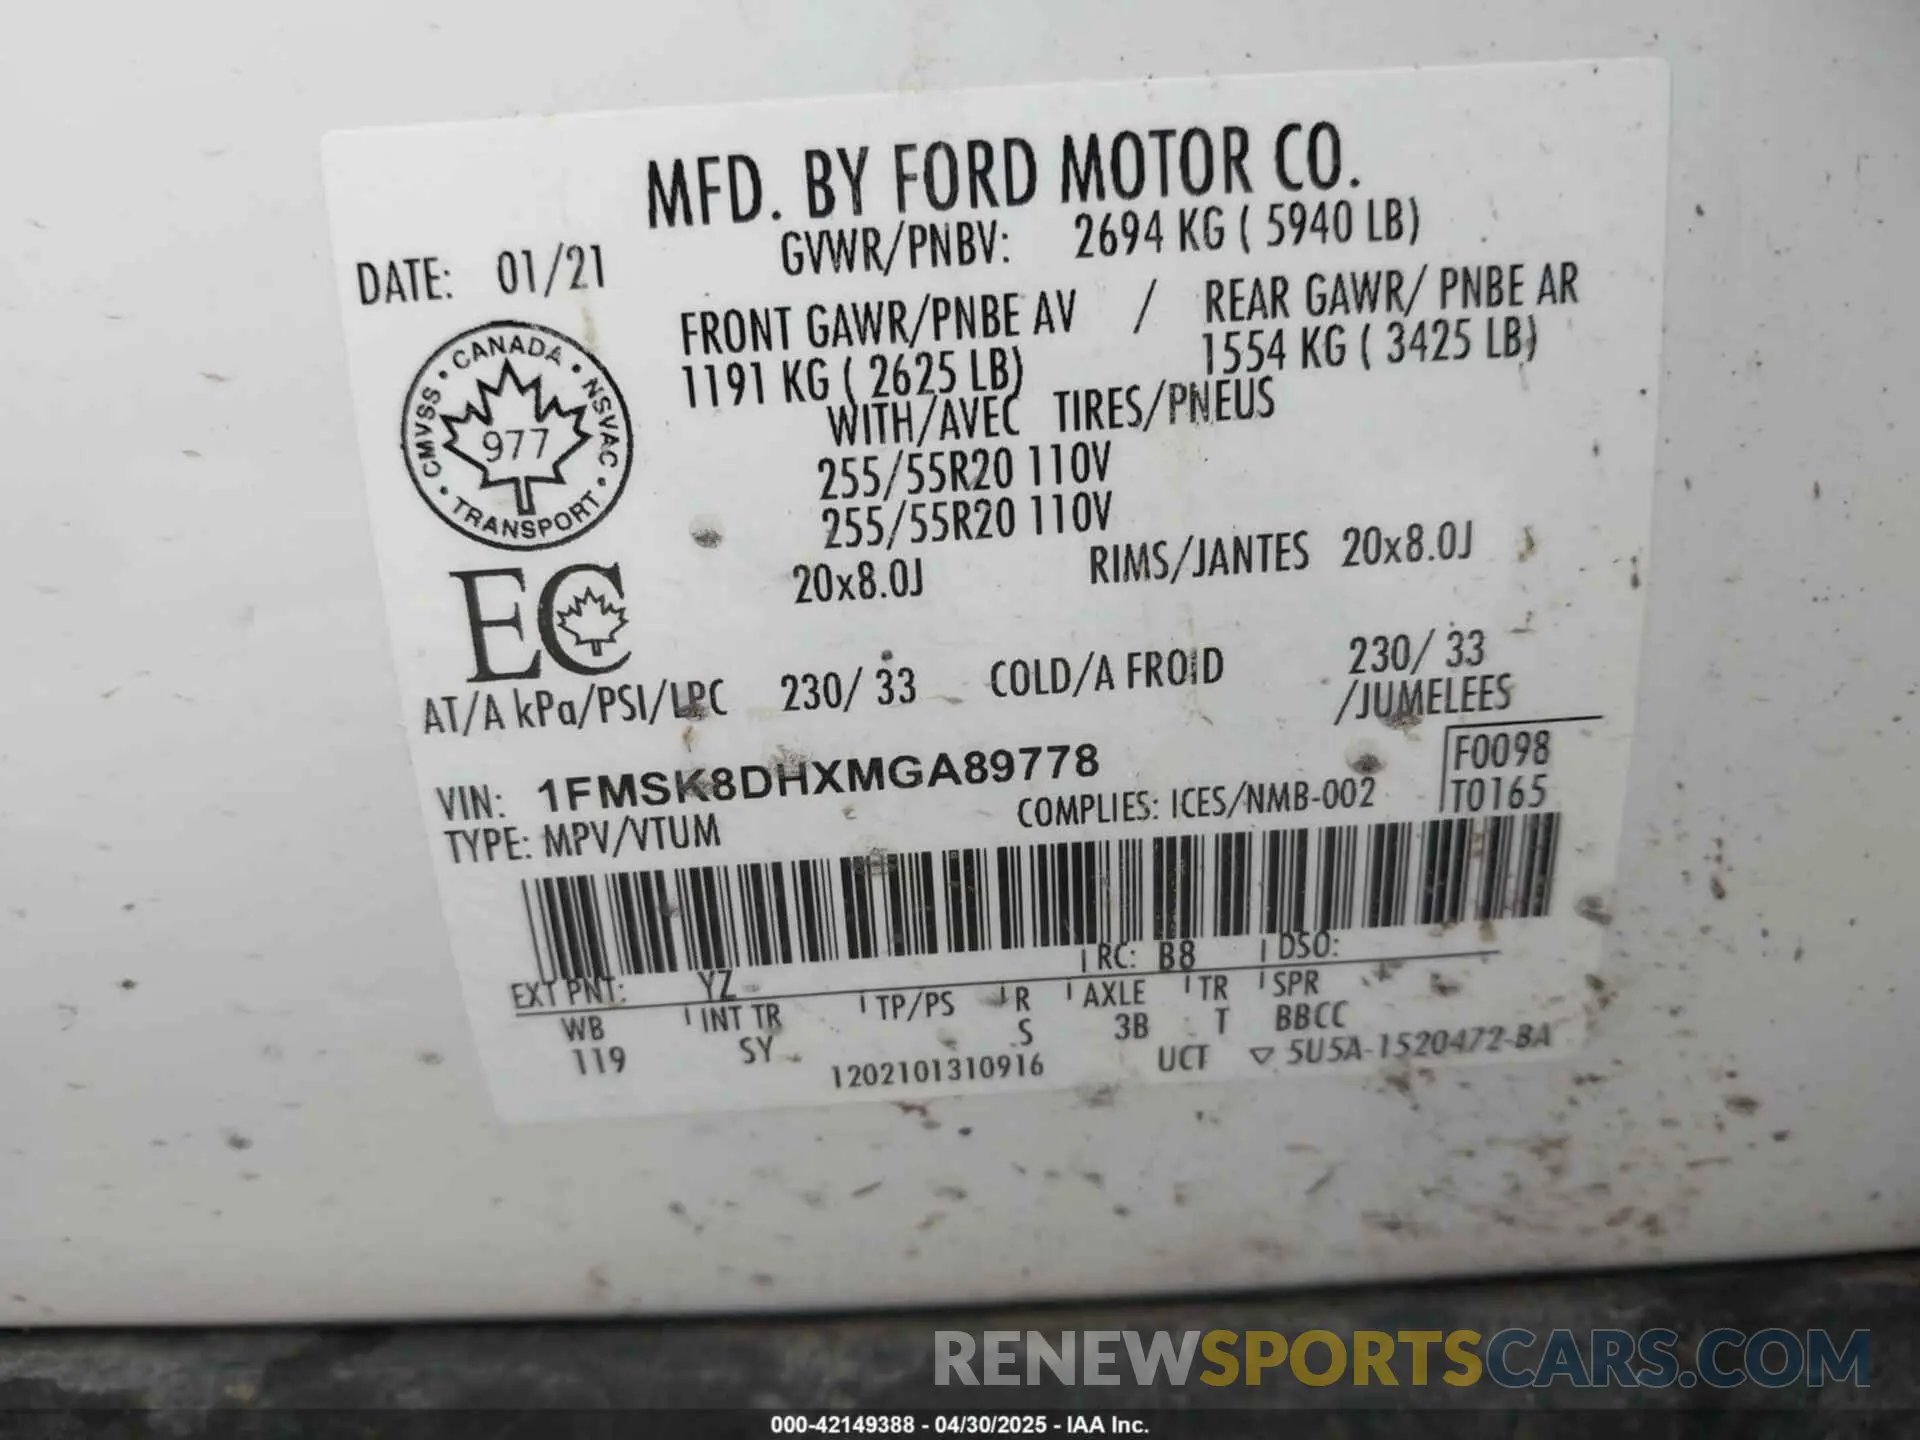 MFD. BY FORD MOTOR CO.
DATE: 01/21
GVWR/PNBV: 2694 KG ( 5940 LB)
FRONT GAWR/PNBE AV / REAR GAWR/ PNBE AR
1191 KG ( 2625 LB) 1554 KG ( 3425 LB)
WITH/AVEC TIRES/PNEUS
255/55R20 110V
255/55R20 110V
20x8.0J RIMS/JANTES 20x8.0J
CANADA • NSVAC • TRANSPORT • CMVSS •
977
EC
AT/A kPa/PSI/LPC 230/ 33 COLD/A FROID 230/ 33
/JUMELEES
VIN: 1FMSK8DHXMGA89778
F0098
TYPE: MPV/VTUM COMPLIES: ICES/NMB-002 T0165
EXT PNT: YZ RC: B8 DSO:
WB INT TR TP/PS R AXLE TR SPR
119 SY S 3B T BBCC
1202101310916 UCT ▽ 5U5A-1520472-BA
RENEWSPORTSCARS.COM
000-42149388 - 04/30/2025 - IAA Inc.